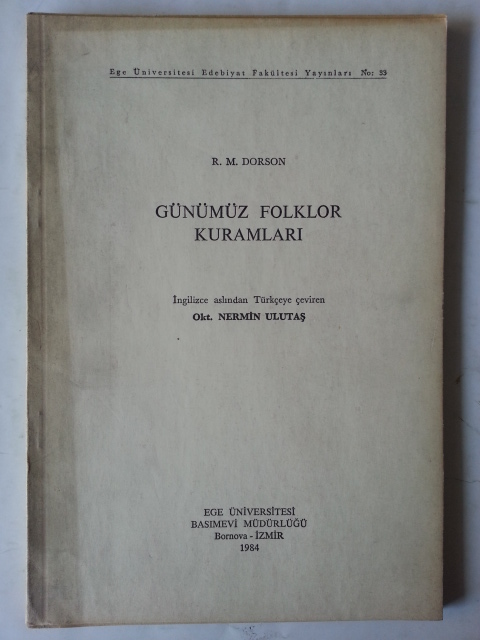 Ege Üniversitesi Edebiyat Fakültesi Yayınları No: 33
R. M. DORSON
GÜNÜMÜZ FOLKLOR
KURAMLARI
İngilizce aslından Türkçeye çeviren
Okt. NERMİN ULUTAŞ
EGE ÜNİVERSİTESİ
BASIMEVİ MÜDÜRLÜĞÜ
Bornova - İZMİR
1984